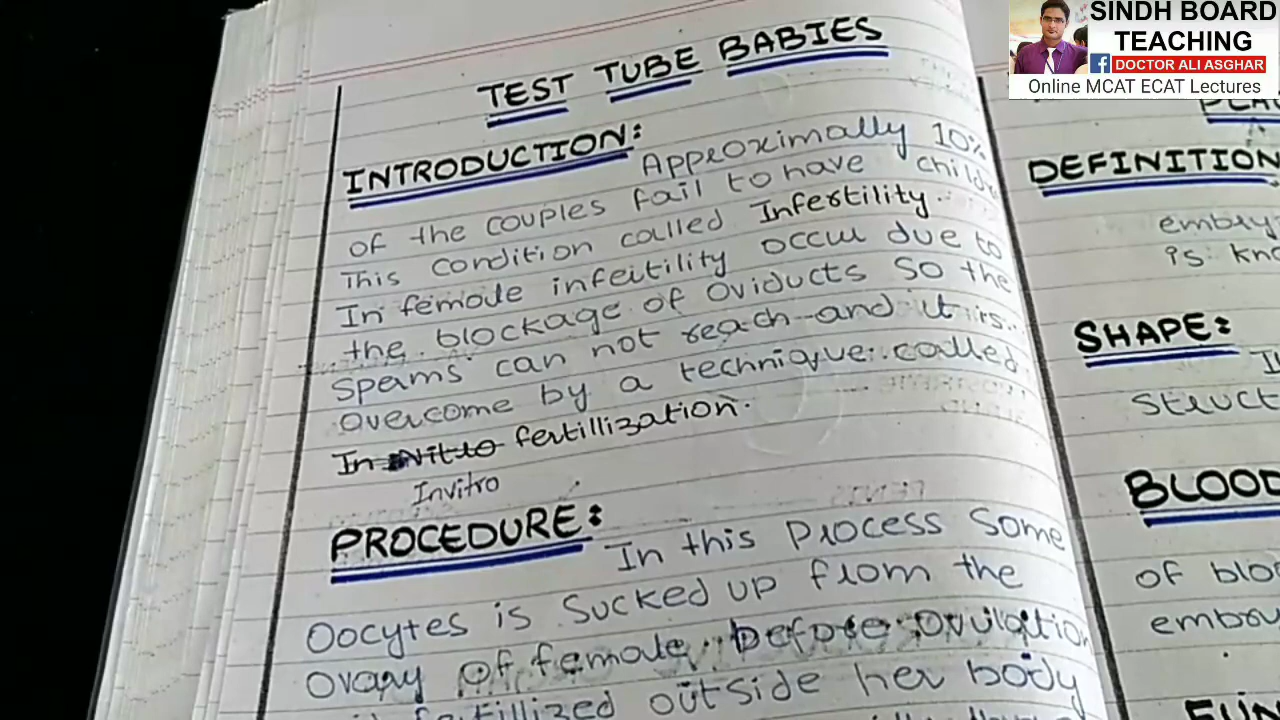 SINDH BOARD
TEACHING
f DOCTOR ALI ASGHAR
Online MCAT ECAT Lectures
TEST TUBE BABIES
INTRODUCTION:
Approximally 10%
of the couples fail to have
This condition called Infertility.
In female infeitility occur due to
the blockage of Oviducts so the
sperms can not reach and it is
overcome by a technique called
In Vitro fertillization.
Invitro
PROCEDURE:
In this Process Some
Oocytes is Sucked up from the
ovary of female before ovulation
fertillized outside her body
DEFINITION
is
SHAPE:
BLOOD
of